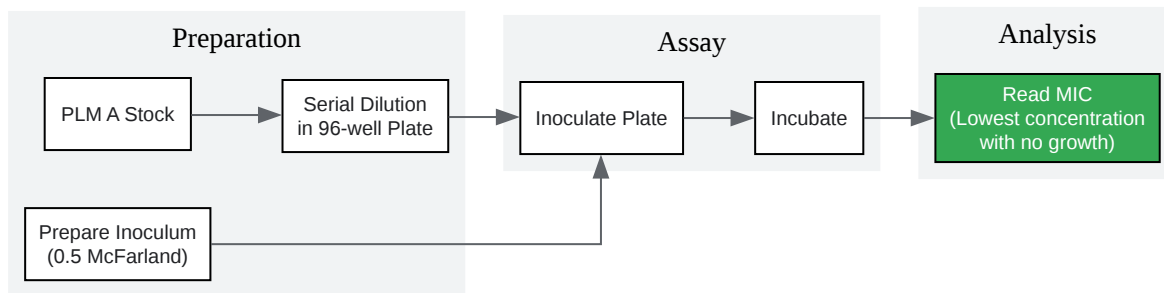 Preparation
PLM A Stock
Serial Dilution
in 96-well Plate
Prepare Inoculum
(0.5 McFarland)
Assay
Inoculate Plate
Incubate
Analysis
Read MIC
(Lowest concentration
with no growth)